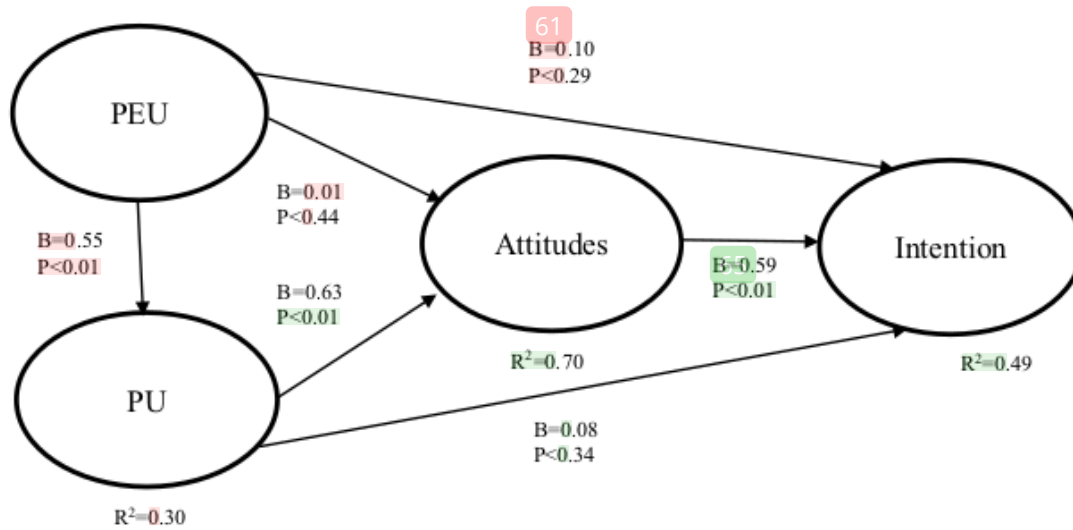 61
B=0.10
P<0.29
PEU
B=0.01
P<0.44
B=0.55
P<0.01
Attitudes
Intention
B=0.59
P<0.01
B=0.63
P<0.01
R²=0.70
R²=0.49
PU
B=0.08
P<0.34
R²=0.30